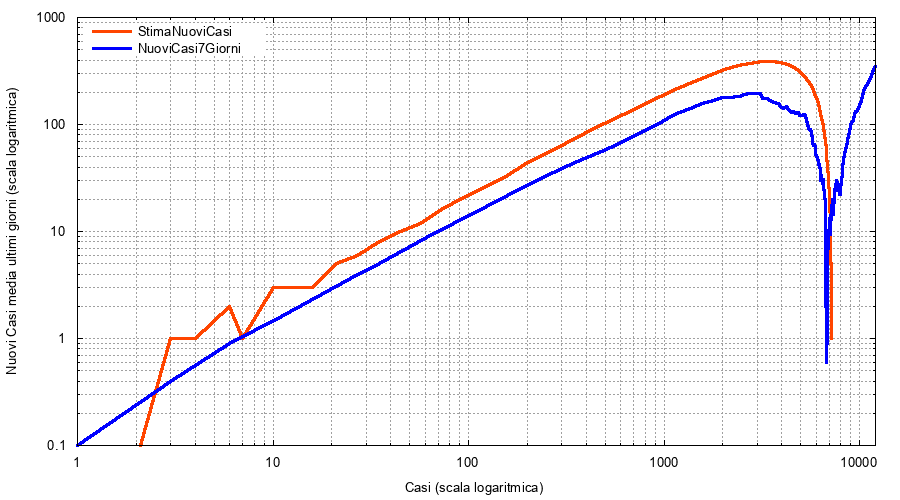 StimaNuoviCasi
NuoviCasi7Giorni
Nuovi Casi media ultimi giorni (scala logaritmica)
1000
100
10
1
0.1
1
10
100
1000
10000
Casi (scala logaritmica)